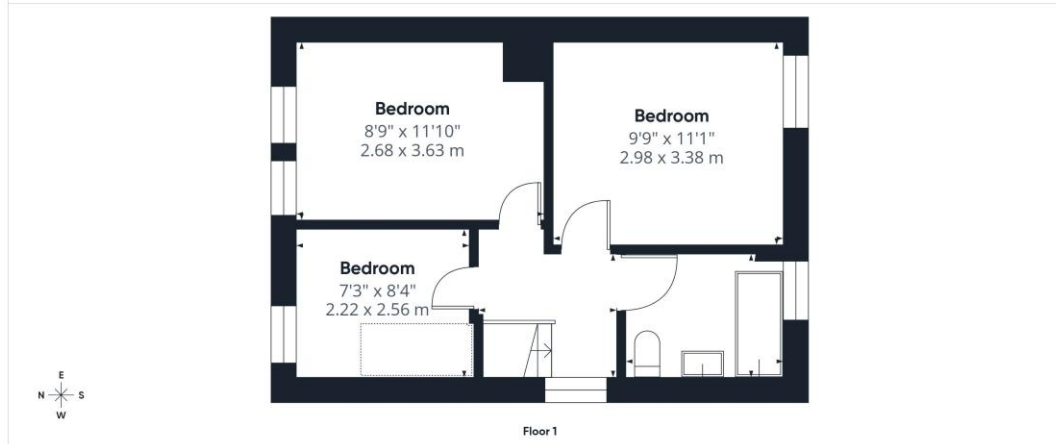 Bedroom
8'9" x 11'10"
2.68 x 3.63 m
Bedroom
9'9" x 11'1"
2.98 x 3.38 m
Bedroom
7'3" x 8'4"
2.22 x 2.56 m
E
N S
W
Floor 1